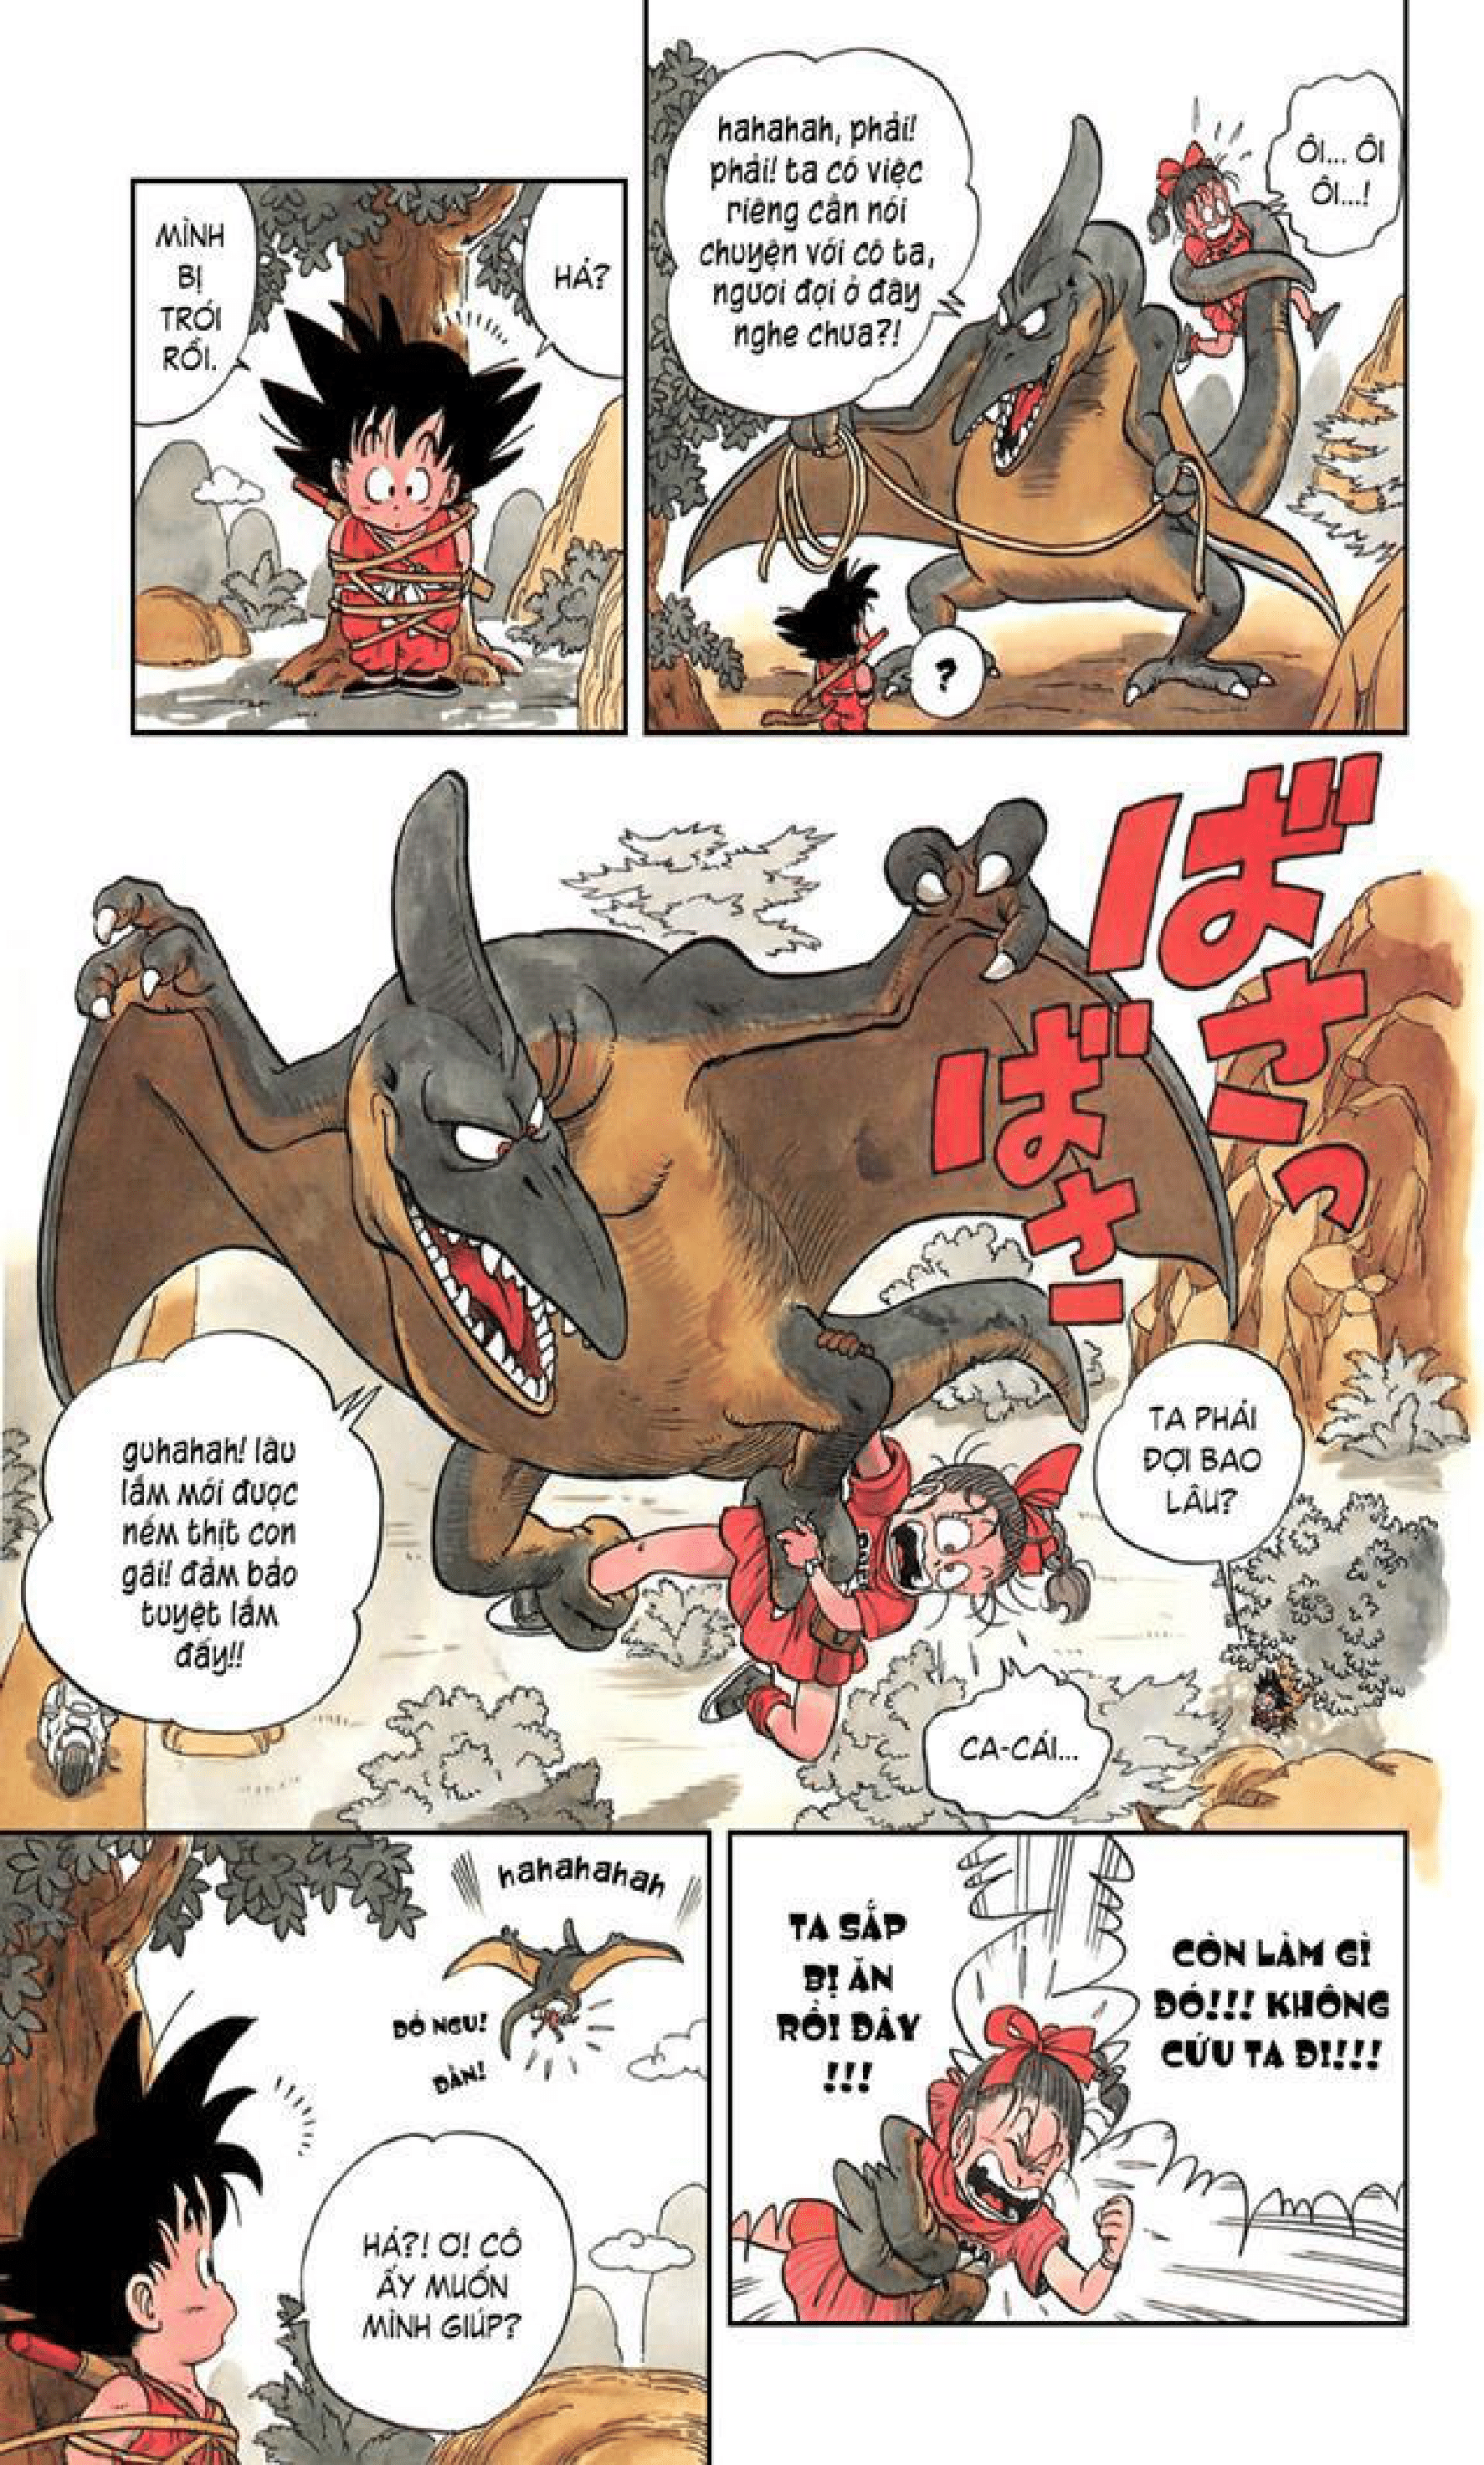 hahahah, phải!
phải! ta có việc
riêng cần nói
chuyện với cô ta,
ngươi đợi ở đây
nghe chưa?!
ÔI... ÔI
ÔI...!
?
HẢ?
MÌNH
BỊ
TRÓI
RỒI.
ばさっ
ばさ
TA PHẢI
ĐỢI BAO
LÂU?
guhahah! lâu
lắm mới được
nếm thịt con
gái! đảm bảo
tuyệt lắm
đấy!!
CA-CÁI...
CÒN LÀM GÌ
ĐÓ!!! KHÔNG
CỨU TA ĐI!!!
TA SẮP
BỊ ĂN
RỒI ĐÂY
!!!
hahahahah
ĐỒ NGU!
ĐẦN!
HẢ?! Ơ! CÔ
ẤY MUỐN
MÌNH GIÚP?